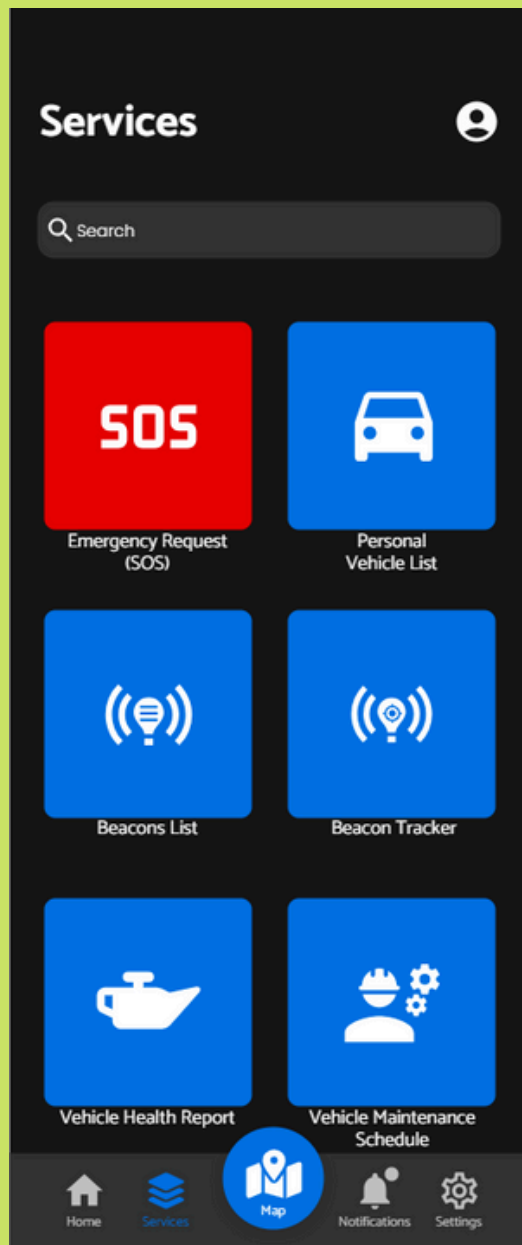 Services
Search
SOS
Emergency Request
(SOS)
Personal
Vehicle List
Beacons List
Beacon Tracker
Vehicle Health Report
Vehicle Maintenance
Schedule
Home
Services
Map
Notifications
Settings